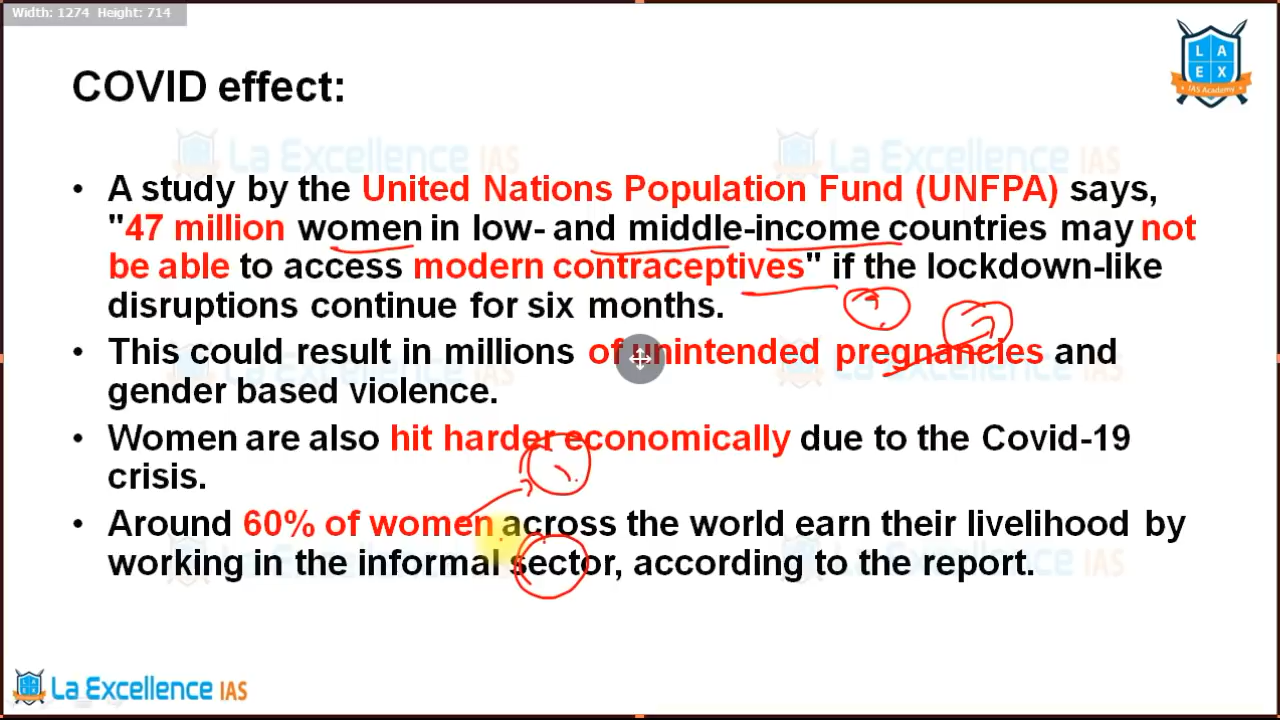 Width: 1274 Height: 714
L A
E X
IAS Academy
COVID effect:
La Excellence IAS La Excellence IAS
• A study by the United Nations Population Fund (UNFPA) says,
"47 million women in low- and middle-income countries may not
be able to access modern contraceptives" if the lockdown-like
disruptions continue for six months.
• This could result in millions of unintended pregnancies and
gender based violence.
• Women are also hit harder economically due to the Covid-19
crisis.
• Around 60% of women across the world earn their livelihood by
working in the informal sector, according to the report.
La Excellence IAS